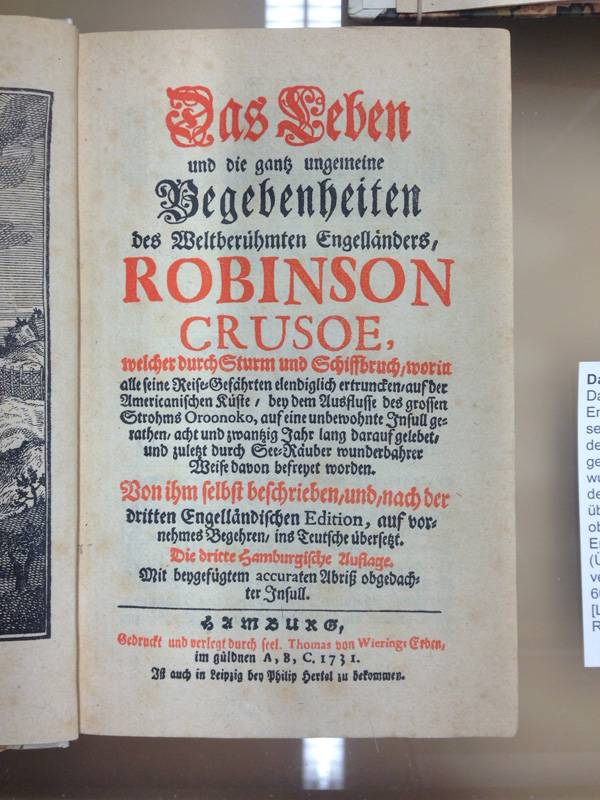 Das Leben
und die gantz ungemeine
Begebenheiten
des Weltberühmten Engelländers,
ROBINSON
CRUSOE,
welcher durch Sturm und Schiffbruch/worin
alle seine Reise-Gefährten elendiglich ertruncken/auf der
Americanischen Küste / bey dem Ausflusse des grossen
Strohms Oroonoko, auf eine unbewohnte Insull ge-
rathen/ acht und zwantzig Jahr lang darauf gelebet/
und zuletzt durch See-Räuber wunderbahrer
Weise davon befreyet worden.
Von ihm selbst beschrieben/und/nach der
dritten Engelländischen Edition, auf vor-
nehmes Begehren/ ins Teutsche übersetzt.
Die dritte Hamburgische Auflage.
Mit beygefügtem accuraten Abriß obgedach-
ter Insull.
HAMBURG,
Gedruckt und verlegt durch seel. Thomas von Wierings Erben,
im güldnen A, B, C. 1731.
Ist auch in Leipzig bey Philip Hertel zu bekommen.